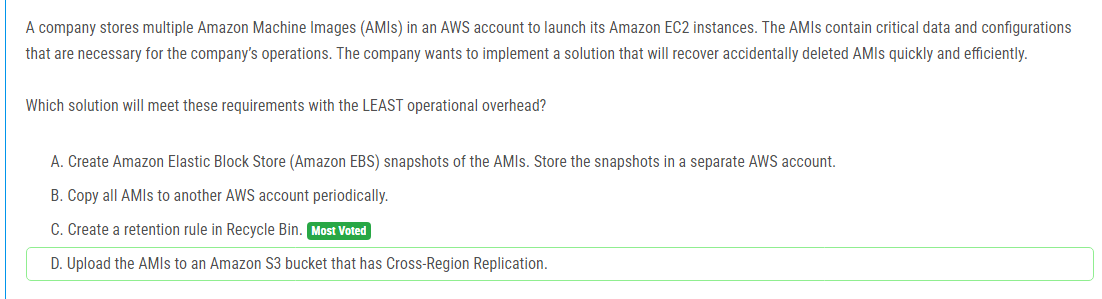 A company stores multiple Amazon Machine Images (AMIs) in an AWS account to launch its Amazon EC2 instances. The AMIs contain critical data and configurations
that are necessary for the company's operations. The company wants to implement a solution that will recover accidentally deleted AMIs quickly and efficiently.
Which solution will meet these requirements with the LEAST operational overhead?
A. Create Amazon Elastic Block Store (Amazon EBS) snapshots of the AMIs. Store the snapshots in a separate AWS account.
B. Copy all AMIs to another AWS account periodically.
C. Create a retention rule in Recycle Bin. Most Voted
D. Upload the AMIs to an Amazon S3 bucket that has Cross-Region Replication.